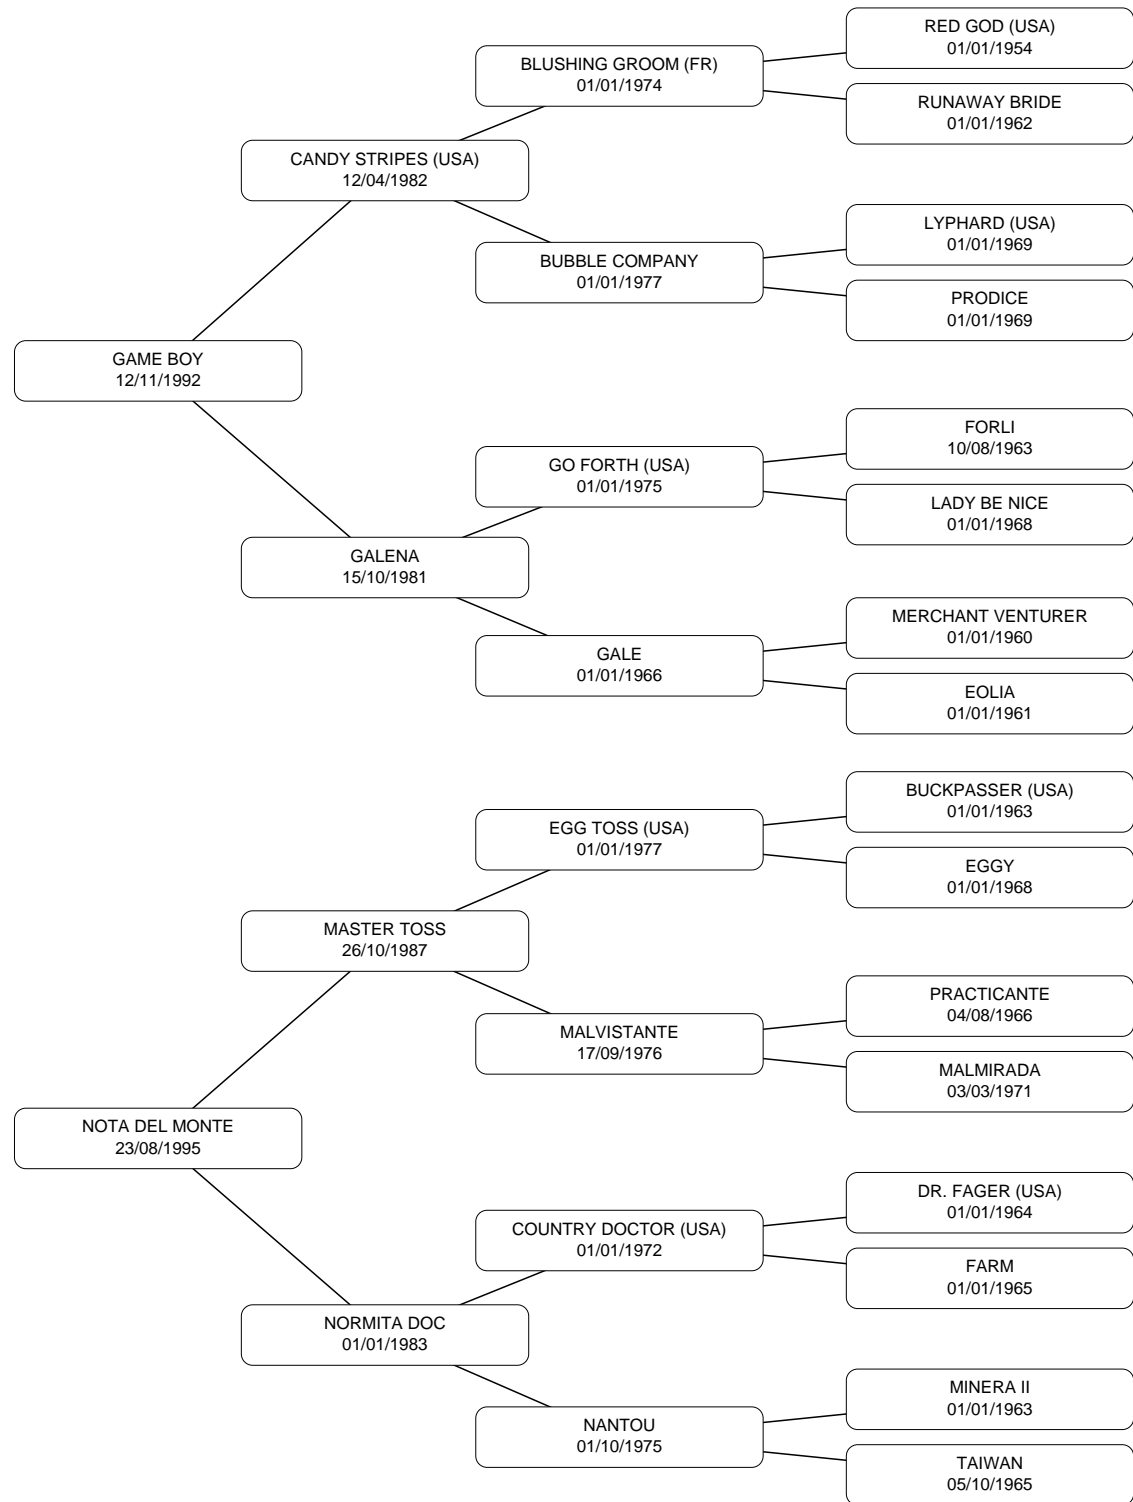 RED GOD (USA)
01/01/1954
BLUSHING GROOM (FR)
01/01/1974
RUNAWAY BRIDE
01/01/1962
CANDY STRIPES (USA)
12/04/1982
LYPHARD (USA)
01/01/1969
BUBBLE COMPANY
01/01/1977
PRODICE
01/01/1969
GAME BOY
12/11/1992
FORLI
10/08/1963
GO FORTH (USA)
01/01/1975
LADY BE NICE
01/01/1968
GALENA
15/10/1981
MERCHANT VENTURER
01/01/1960
GALE
01/01/1966
EOLIA
01/01/1961
BUCKPASSER (USA)
01/01/1963
EGG TOSS (USA)
01/01/1977
EGGY
01/01/1968
MASTER TOSS
26/10/1987
PRACTICANTE
04/08/1966
MALVISTANTE
17/09/1976
MALMIRADA
03/03/1971
NOTA DEL MONTE
23/08/1995
DR. FAGER (USA)
01/01/1964
COUNTRY DOCTOR (USA)
01/01/1972
FARM
01/01/1965
NORMITA DOC
01/01/1983
MINERA II
01/01/1963
NANTOU
01/10/1975
TAIWAN
05/10/1965